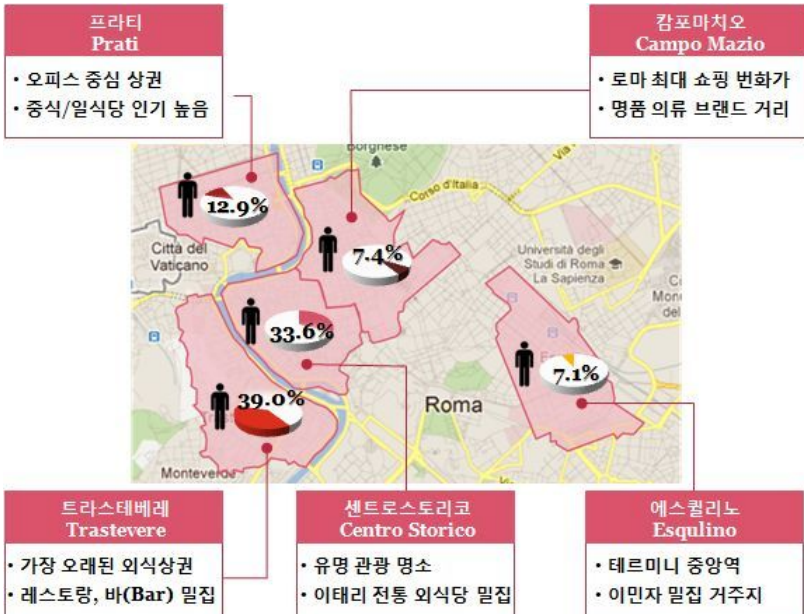 프라티
Prati
• 오피스 중심 상권
• 중식/일식당 인기 높음
캄포마치오
Campo Mazio
• 로마 최대 쇼핑 번화가
• 명품 의류 브랜드 거리
Borghese
Corso d'Italia
12.9%
7.4%
Città del
Vaticano
Università degli
Studi di Roma
La Sapienza
33.6%
7.1%
39.0%
Roma
Monteverde
트라스테베레
Trastevere
• 가장 오래된 외식상권
• 레스토랑, 바(Bar) 밀집
센트로스토리코
Centro Storico
• 유명 관광 명소
• 이태리 전통 외식당 밀집
에스퀼리노
Esqulino
• 테르미니 중앙역
• 이민자 밀집 거주지